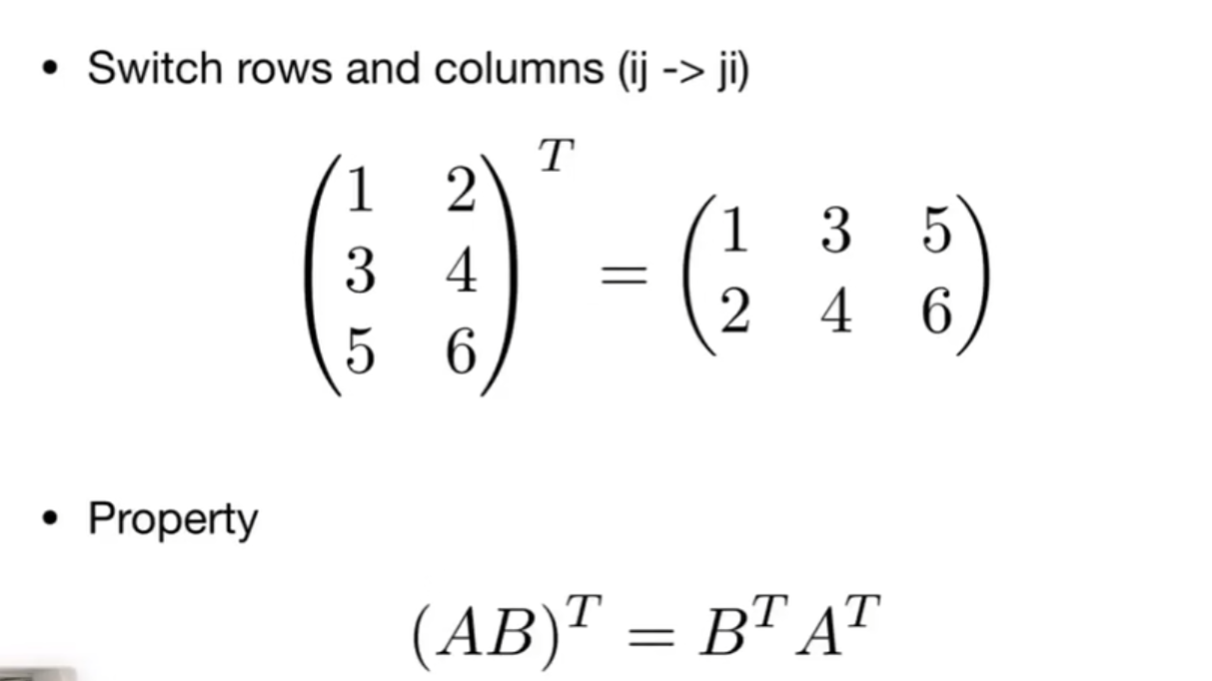 • Switch rows and columns (ij -> ji)
T
1 2
3 4
5 6
=
1 3 5
2 4 6
• Property
(AB)^T = B^T A^T